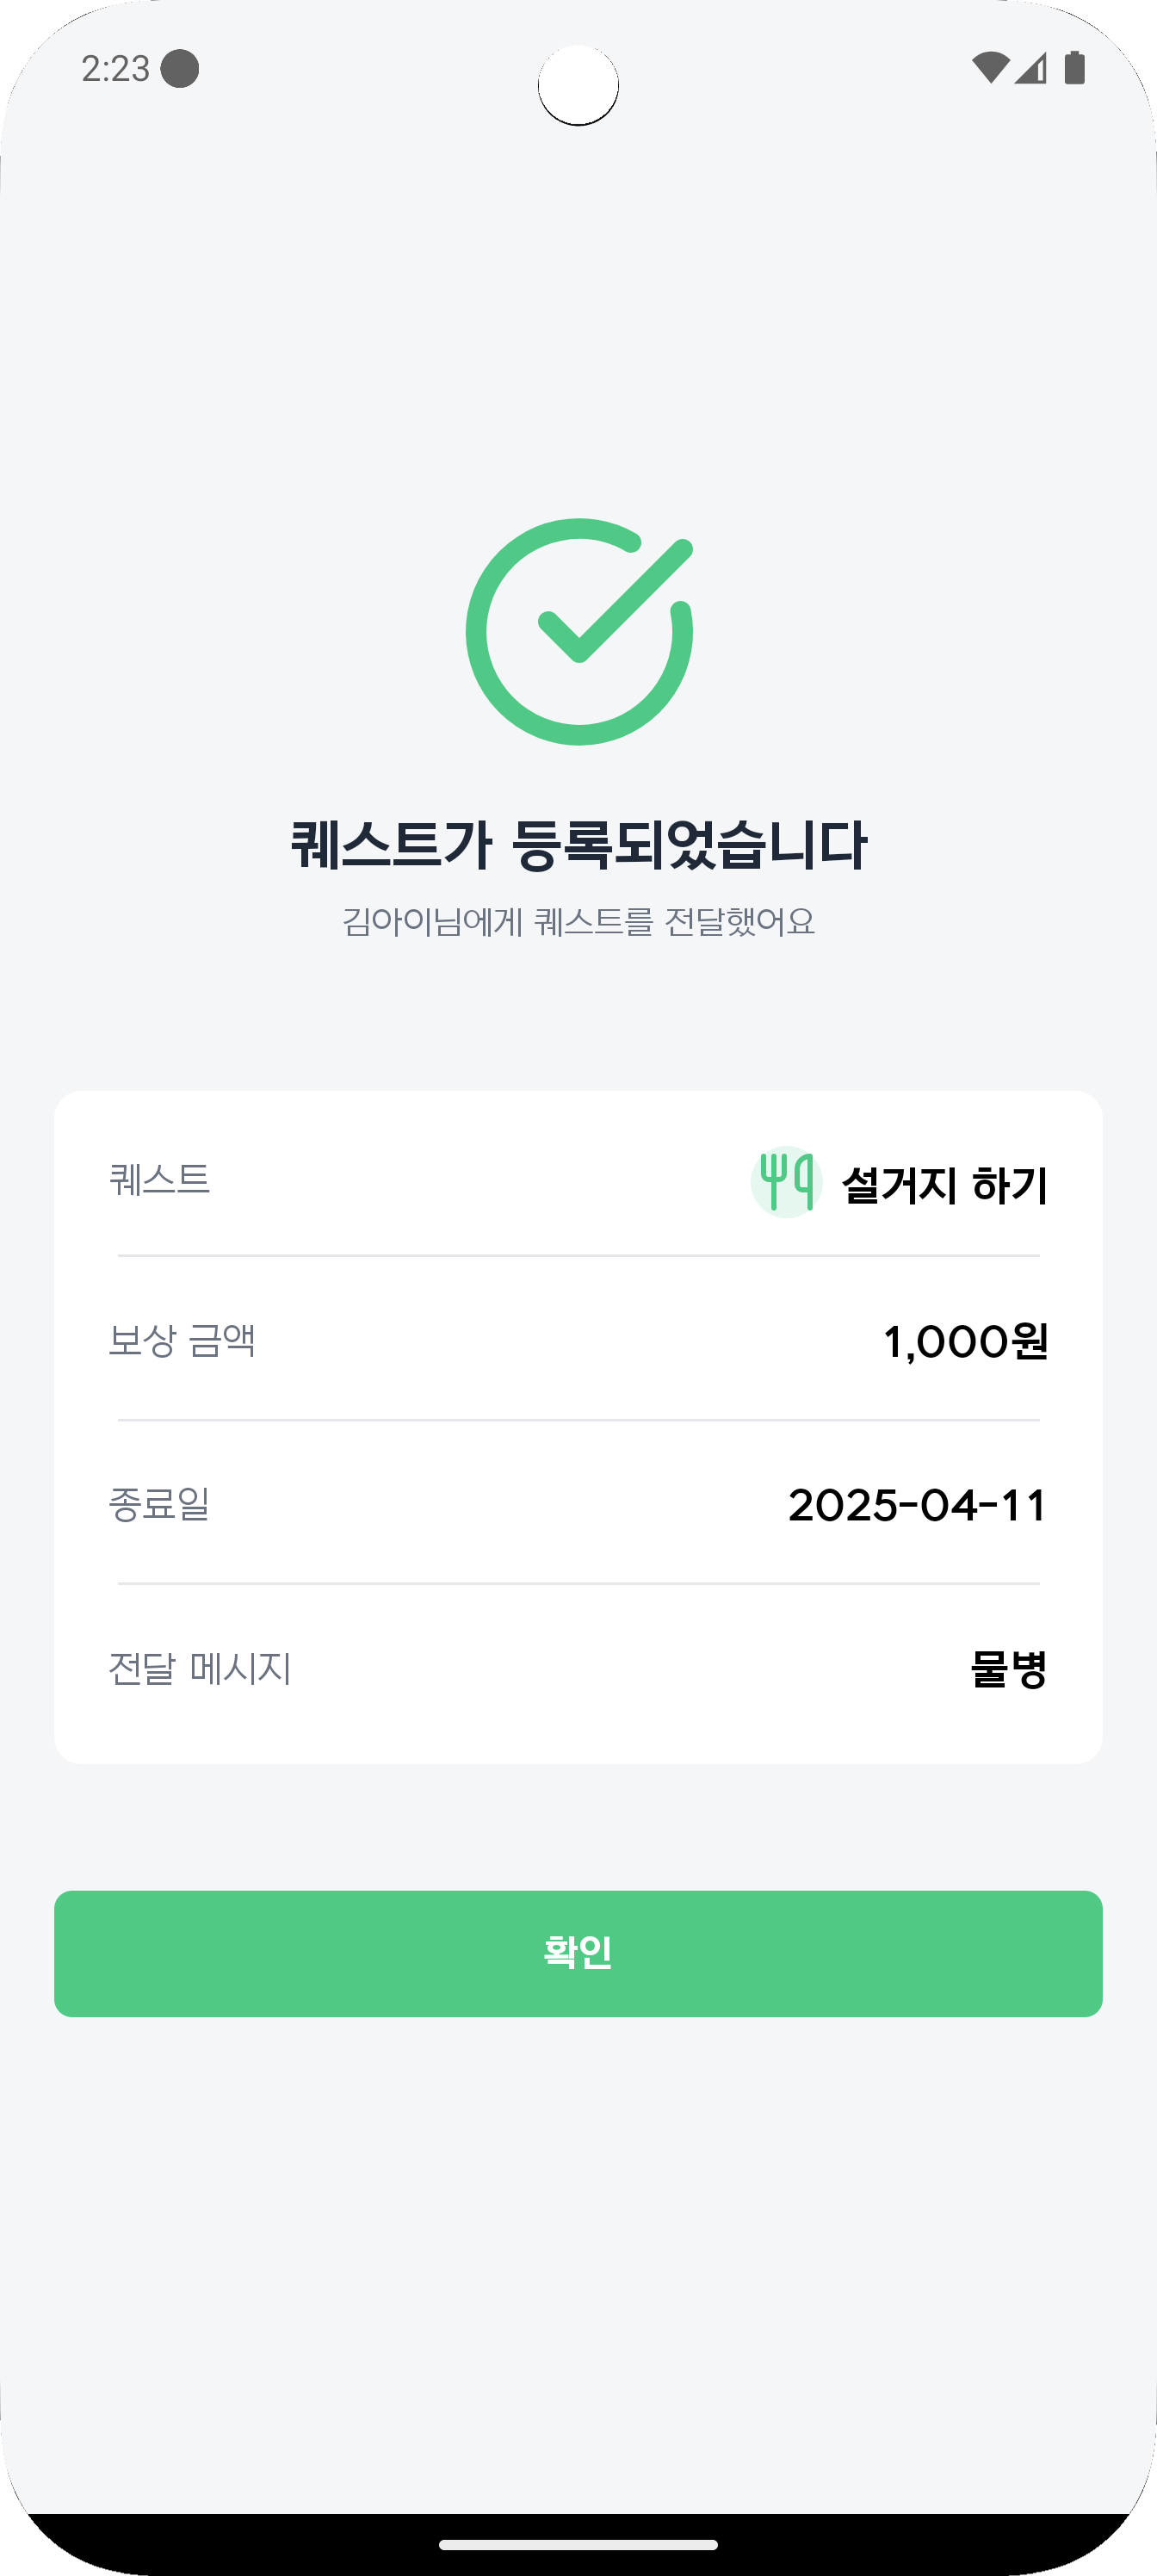 2:23
퀘스트가 등록되었습니다
김아이님에게 퀘스트를 전달했어요
퀘스트 설거지 하기
보상 금액 1,000원
종료일 2025-04-11
전달 메시지 물병
확인